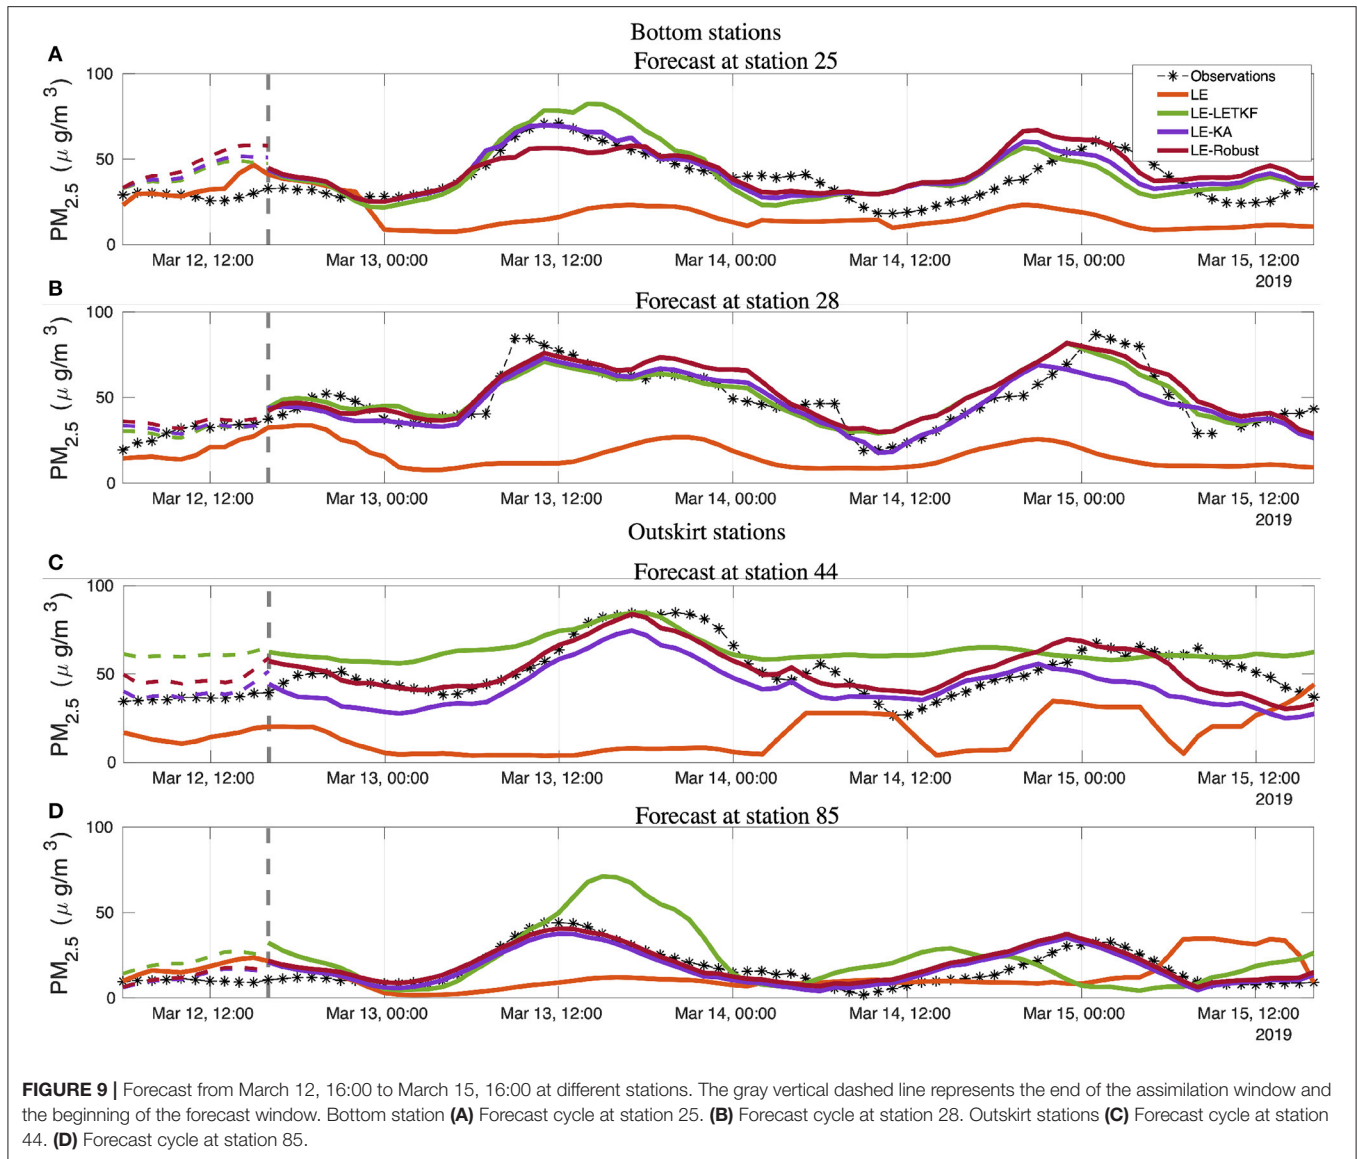 Bottom stations
A
Forecast at station 25
PM2.5 (μ g/m 3)
100
50
0
Observations
LE
LE-LETKF
LE-KA
LE-Robust
Mar 12, 12:00
Mar 13, 00:00
Mar 13, 12:00
Mar 14, 00:00
Mar 14, 12:00
Mar 15, 00:00
Mar 15, 12:00
2019
B
Forecast at station 28
PM2.5 (μ g/m 3)
100
50
0
Mar 12, 12:00
Mar 13, 00:00
Mar 13, 12:00
Mar 14, 00:00
Mar 14, 12:00
Mar 15, 00:00
Mar 15, 12:00
2019
Outskirt stations
C
Forecast at station 44
PM2.5 (μ g/m 3)
100
50
0
Mar 12, 12:00
Mar 13, 00:00
Mar 13, 12:00
Mar 14, 00:00
Mar 14, 12:00
Mar 15, 00:00
Mar 15, 12:00
2019
D
Forecast at station 85
PM2.5 (μ g/m 3)
100
50
0
Mar 12, 12:00
Mar 13, 00:00
Mar 13, 12:00
Mar 14, 00:00
Mar 14, 12:00
Mar 15, 00:00
Mar 15, 12:00
2019
FIGURE 9 | Forecast from March 12, 16:00 to March 15, 16:00 at different stations. The gray vertical dashed line represents the end of the assimilation window and
the beginning of the forecast window. Bottom station (A) Forecast cycle at station 25. (B) Forecast cycle at station 28. Outskirt stations (C) Forecast cycle at station
44. (D) Forecast cycle at station 85.